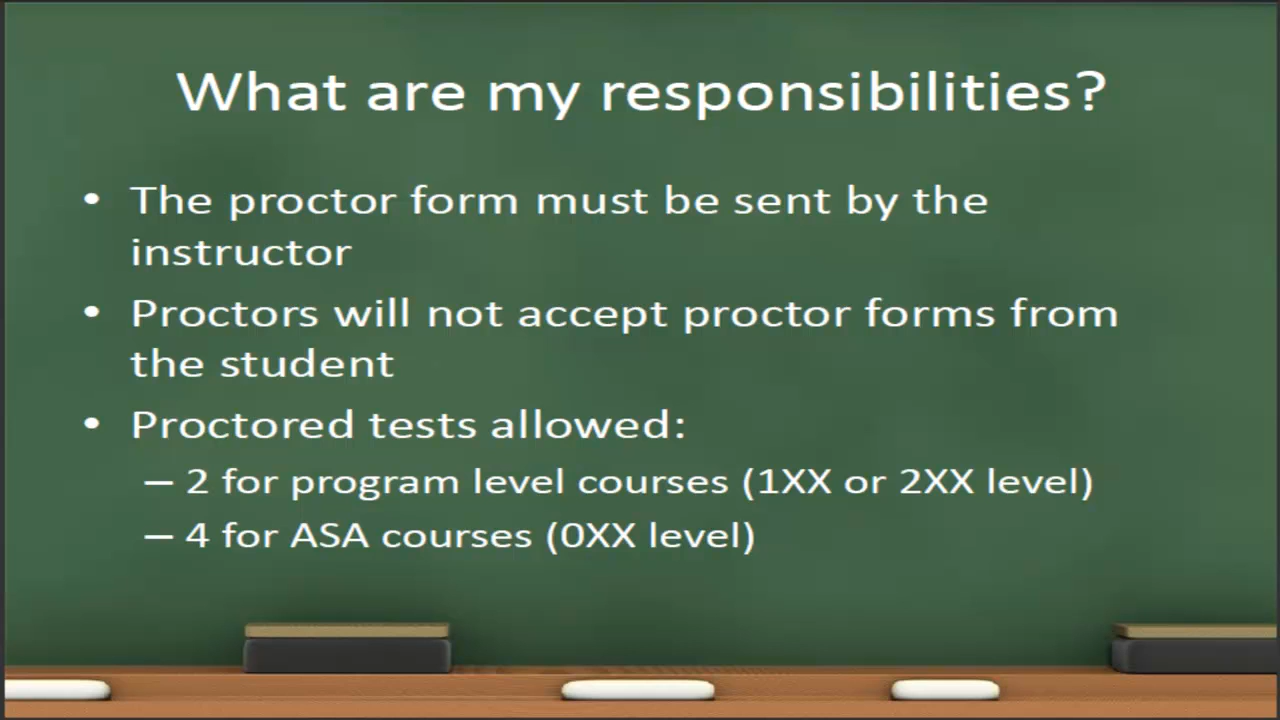 What are my responsibilities?
• The proctor form must be sent by the
instructor
• Proctors will not accept proctor forms from
the student
• Proctored tests allowed:
– 2 for program level courses (1XX or 2XX level)
– 4 for ASA courses (0XX level)